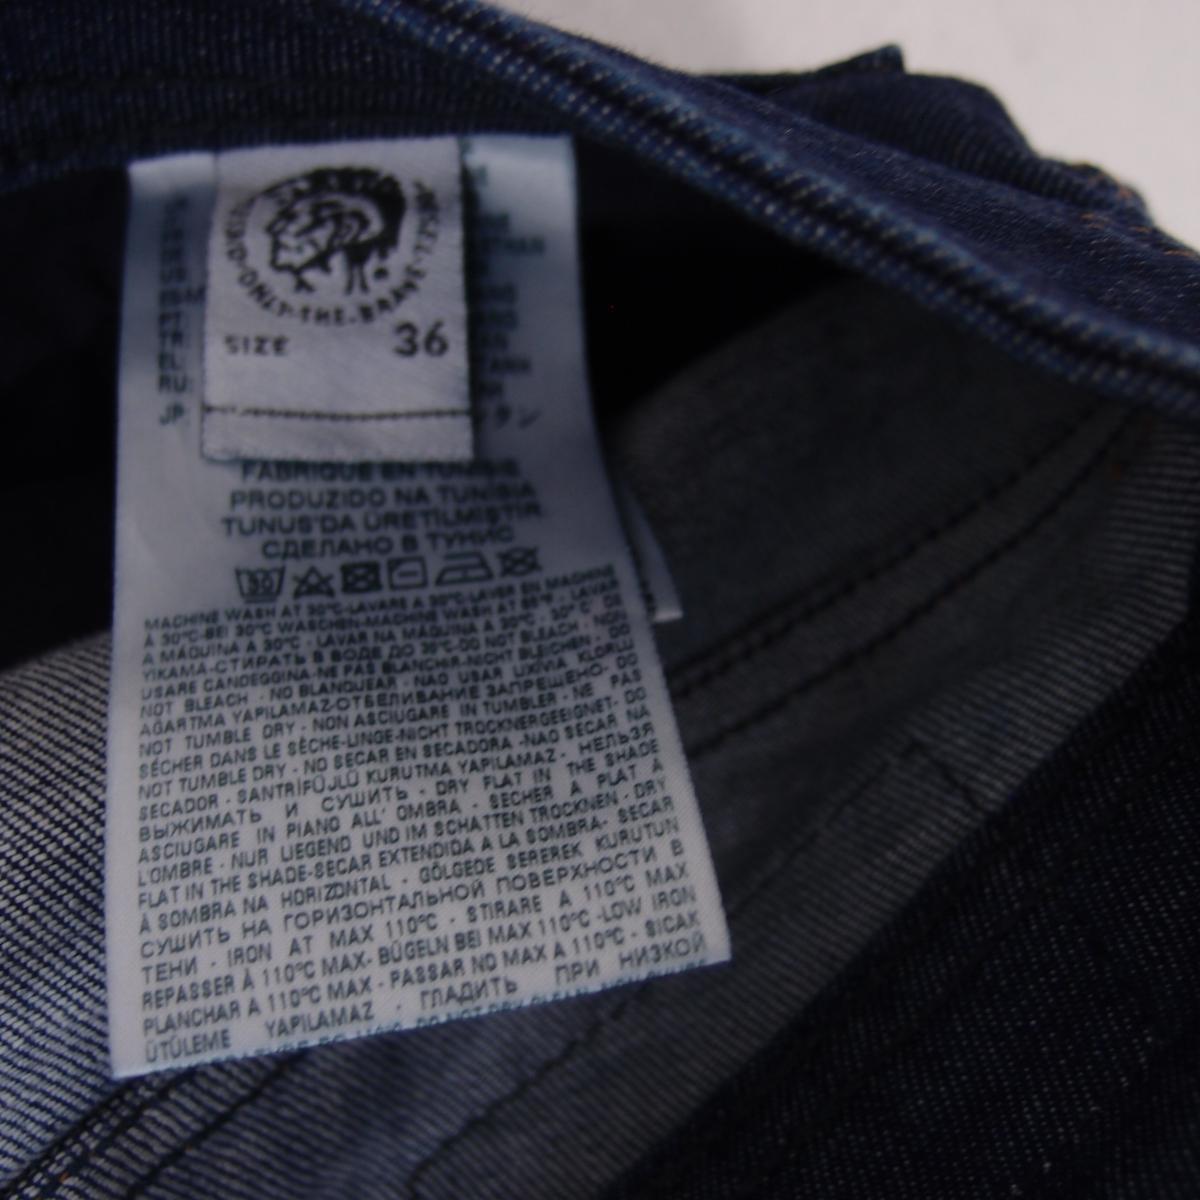 DIESEL·ONLY·THE·BRAVE·
SIZE 36
RU:
JP:
FABRIQUÉ EN TUNISIE
PRODUZIDO NA TUNISIA
TUNUS'DA ÜRETILMIŞTIR
СДЕЛАНО В ТУНИС
30
MACHINE WASH AT 30°C-LAVARE A 30°C-LAVER EN MACHINE
À 30°C-BEI 30°C WASCHEN-MACHINE WASH AT LAVAR
A MÁQUINA A 30°C · LAVAR NA MÁQUINA A 30°C · 30° C' DE
YIKAMA-СТИРАТЬ В ВОДЕ ДО 30°C-DO NOT BLEACH · NON
USARE CANDEGGINA-NE PAS BLANCHIR-NICHT BLEICHEN · DO
NOT BLEACH · NO BLANQUEAR · NAO USAR LIXIVIA KLORLU
AĞARTMA YAPILAMAZ-ОТБЕЛИВАНИЕ ЗАПРЕЩЕНО- DO
NOT TUMBLE DRY · NON ASCIUGARE IN TUMBLER · NE PAS
SÉCHER DANS LE SÈCHE-LINGE-NICHT TROCKNERGEEIGNET- DO
NOT TUMBLE DRY · NO SECAR EN SECADORA -NAO SECAR NA
SECADOR · SANTRİFÜJLÜ KURUTMA YAPILAMAZ · НЕЛЬЗЯ
ВЫЖИМАТЬ И СУШИТЬ · DRY FLAT IN THE SHADE
ASCIUGARE IN PIANO ALL' OMBRA · SÉCHER À PLAT À
L'OMBRE · NUR LIEGEND UND IM SCHATTEN TROCKNEN · DRY
FLAT IN THE SHADE-SECAR EXTENDIDA A LA SOMBRA- SECAR
À SOMBRA NA HORIZONTAL · GÖLGEDE SEREREK KURUTUN
СУШИТЬ НА ГОРИЗОНТАЛЬНОЙ ПОВЕРХНОСТИ В
ТЕНИ · IRON AT MAX 110°C · STIRARE A 110°C MAX
REPASSER À 110°C MAX- BÜGELN BEI MAX 110°C -LOW IRON
PLANCHAR A 110°C MAX · PASSAR NO MAX A 110°C · SICAK
ÜTÜLEME YAPILAMAZ · ГЛАДИТЬ ПРИ НИЗКОЙ